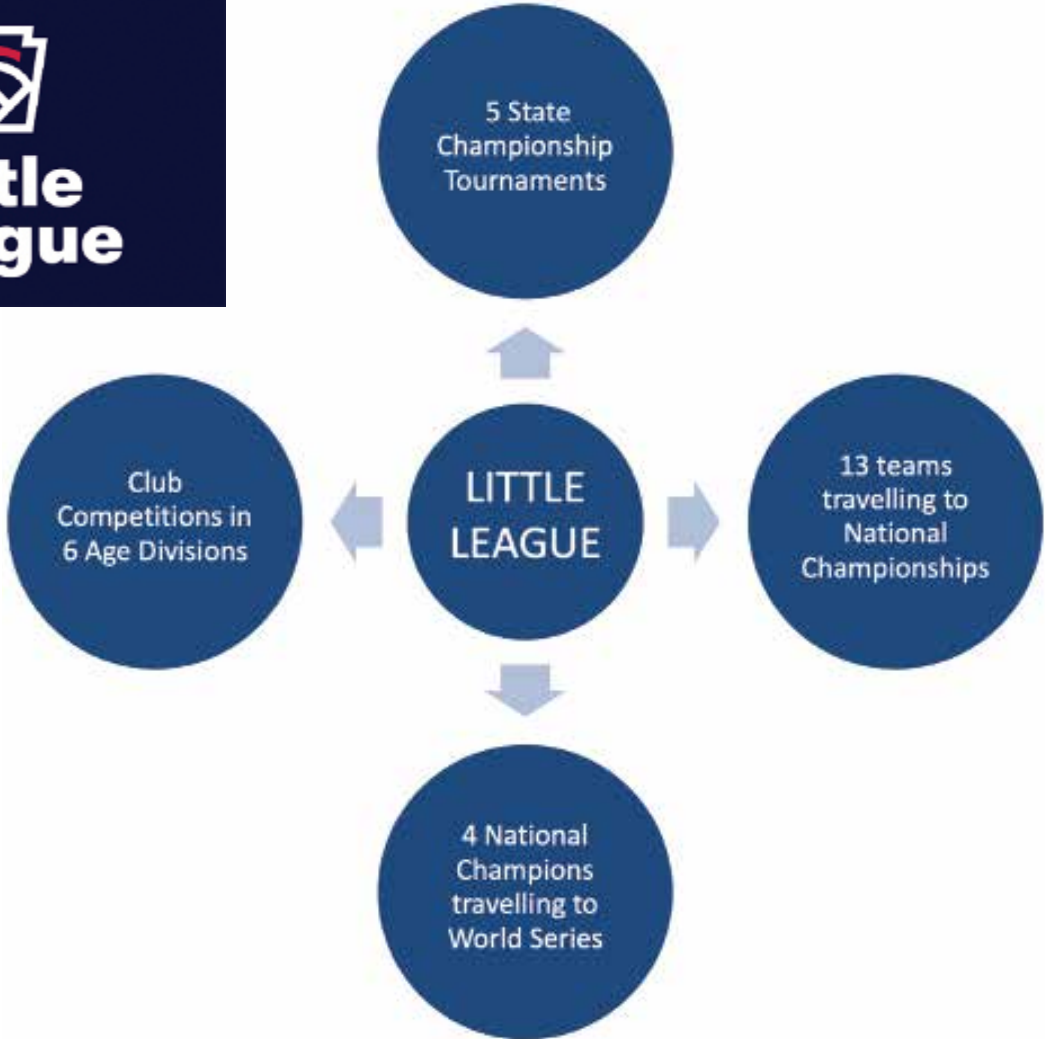 tle
gue
5 State
Championship
Tournaments
Club
Competitions in
6 Age Divisions
LITTLE
LEAGUE
13 teams
travelling to
National
Championships
4 National
Champions
travelling to
World Series